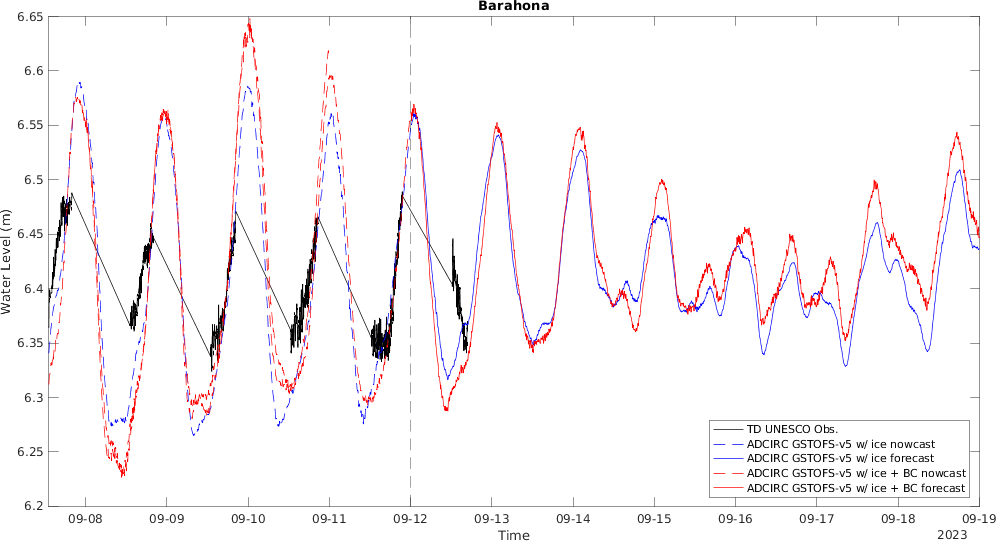 Barahona
6.65
6.6
6.55
6.5
6.45
6.4
6.35
6.3
6.25
6.2
Water Level (m)
09-08 09-09 09-10 09-11 09-12 09-13 09-14 09-15 09-16 09-17 09-18 09-19
Time
2023
TD UNESCO Obs.
ADCIRC GSTOFS-v5 w/ ice nowcast
ADCIRC GSTOFS-v5 w/ ice forecast
ADCIRC GSTOFS-v5 w/ ice + BC nowcast
ADCIRC GSTOFS-v5 w/ ice + BC forecast